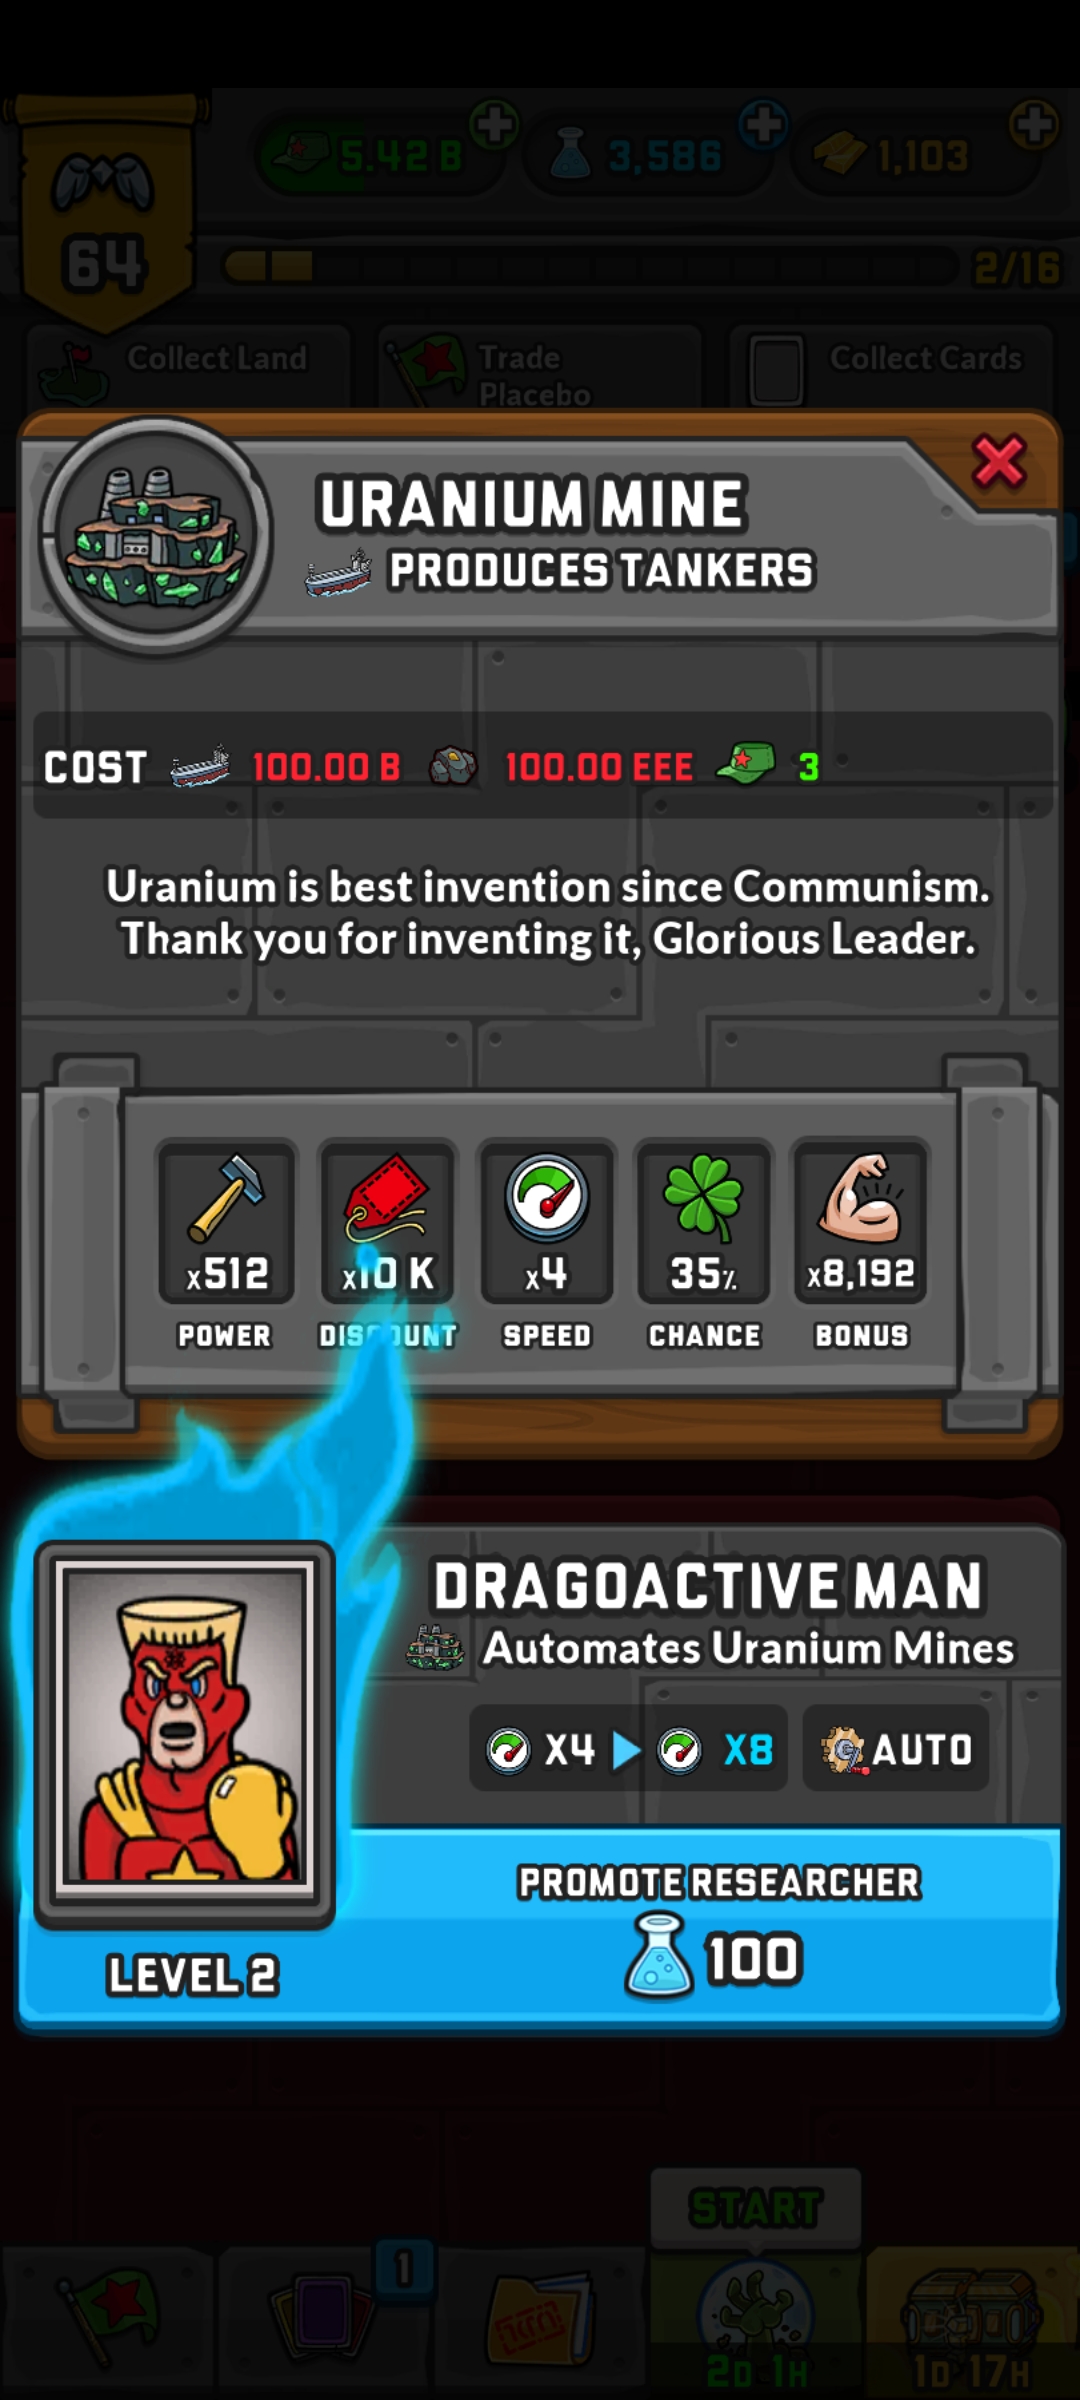 5.42 B
3,586
1,103
64
2/16
Collect Land
Trade
Placebo
Collect Cards
URANIUM MINE
PRODUCES TANKERS
COST 100.00 B 100.00 EEE 3
Uranium is best invention since Communism.
Thank you for inventing it, Glorious Leader.
x512 x10 K x4 35% x8,192
POWER DISCOUNT SPEED CHANCE BONUS
DRAGOACTIVE MAN
Automates Uranium Mines
X4 X8 AUTO
PROMOTE RESEARCHER
100
LEVEL 2
START
1
2D 1H
1D 17H